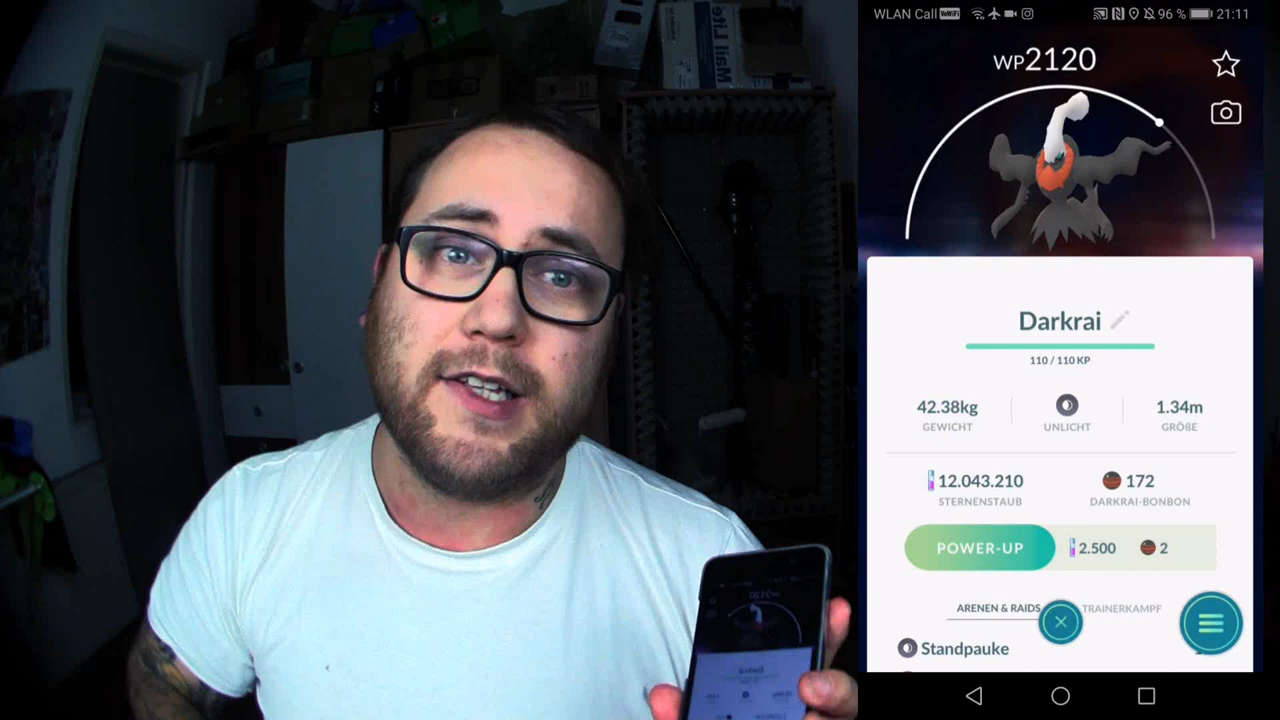 WLAN Call VoWiFi 96 % 21:11
WP2120
Darkrai
110 / 110 KP
42.38kg 1.34m
GEWICHT UNLICHT GRÖßE
12.043.210 172
STERNENSTAUB DARKRAI-BONBON
POWER-UP 2.500 2
ARENEN & RAIDS TRAINERKAMPF
Standpauke
Mail Lite